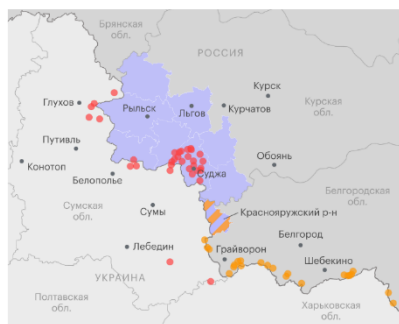 Брянская
обл.
РОССИЯ
Глухов
Рыльск
Льгов
Курск
Курчатов
Курская
обл.
Путивль
Конотоп
Обоянь
Белополье
Суджа
Белгородская
обл.
Сумская
обл.
Сумы
Краснояружский р-н
Лебедин
Грайворон
Белгород
Шебекино
УКРАИНА
Полтавская
обл.
Харьковская
обл.